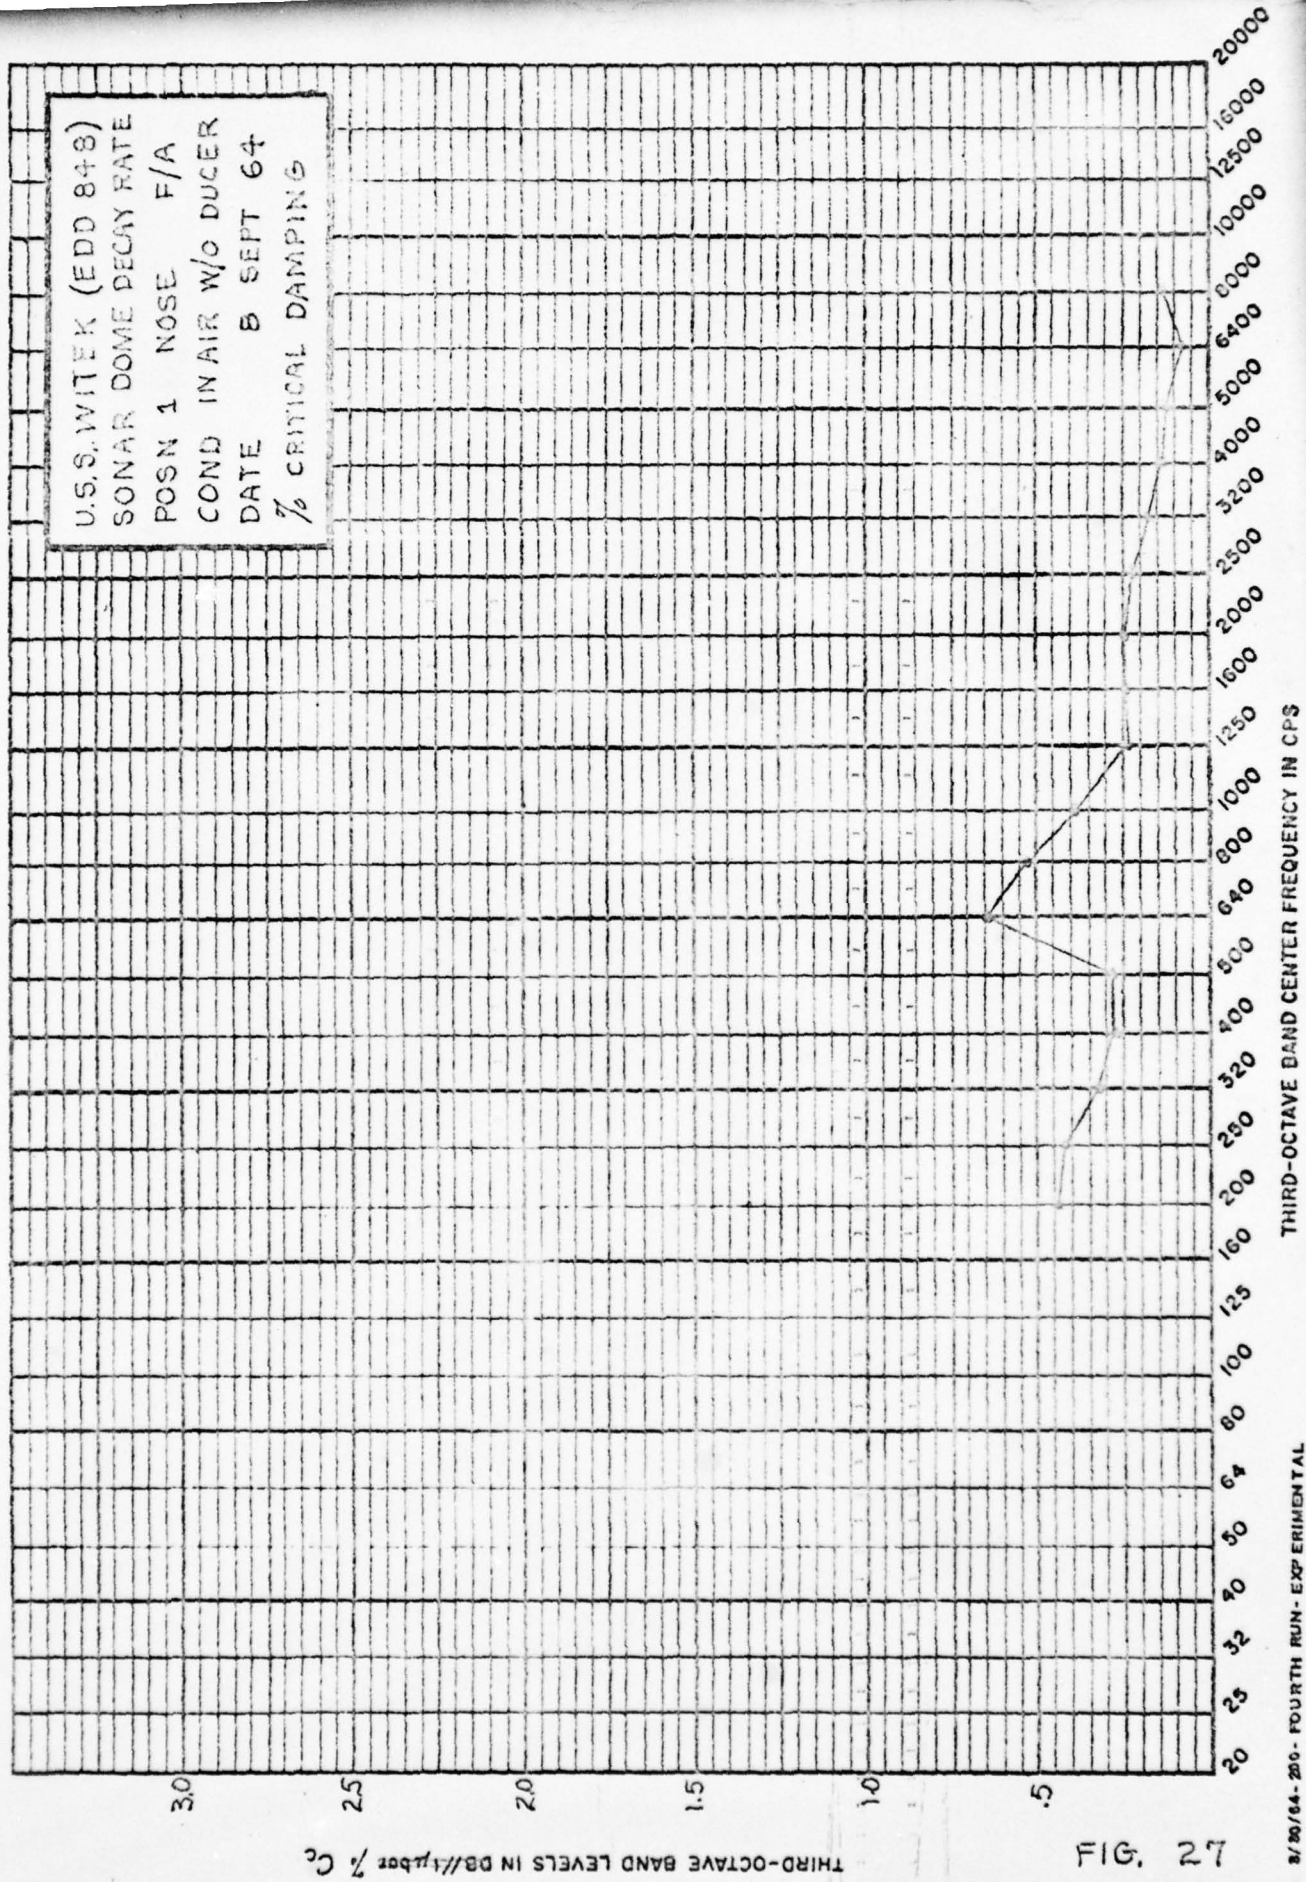 U.S.S. WITEK (EDD 848)
SONAR DOME DECAY RATE
POSN 1 NOSE F/A
COND IN AIR W/O DUCER
DATE 8 SEPT 64
% CRITICAL DAMPING
THIRD-OCTAVE BAND LEVELS IN DB//1μbar % Cc
3.0
2.5
2.0
1.5
1.0
.5
20 25 32 40 50 64 80 100 125 160 200 250 320 400 500 640 800 1000 1250 1600 2000 2500 3200 4000 5000 6400 8000 10000 12500 16000 20000
THIRD-OCTAVE BAND CENTER FREQUENCY IN CPS
FIG. 27
FOURTH RUN - EXPERIMENTAL